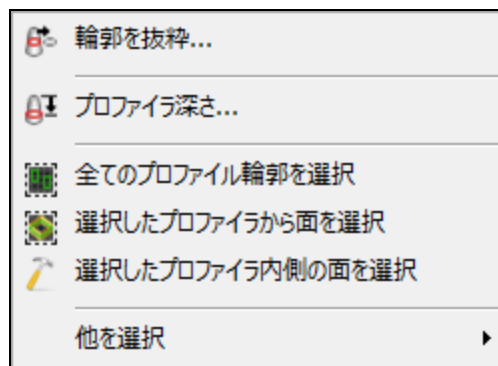 輪郭を抜粋...
プロファイラ深さ...
全てのプロファイル輪郭を選択
選択したプロファイラから面を選択
選択したプロファイラ内側の面を選択
他を選択